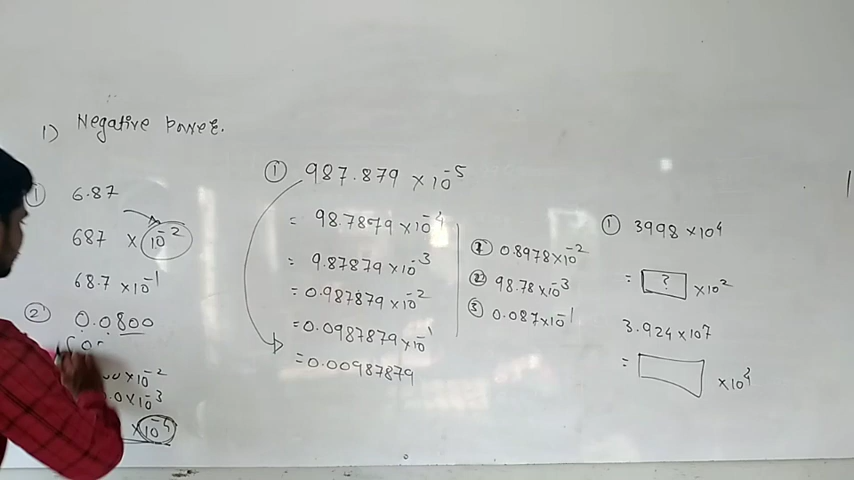 1) Negative Power.
① 6.87
687 × 10⁻²
68.7 × 10⁻¹
② 0.0800
×10⁻²
0×10⁻³
×10⁻⁴
① 987.879 × 10⁻⁵
= 98.7879 × 10⁻⁴
= 9.87879 × 10⁻³
= 0.987879 × 10⁻²
= 0.0987879 × 10⁻¹
= 0.00987879
① 0.8978 × 10⁻²
② 98.78 × 10⁻³
③ 0.087 × 10⁻¹
① 3998 × 10⁴
= ? × 10²
3.924 × 10⁷
= × 10³